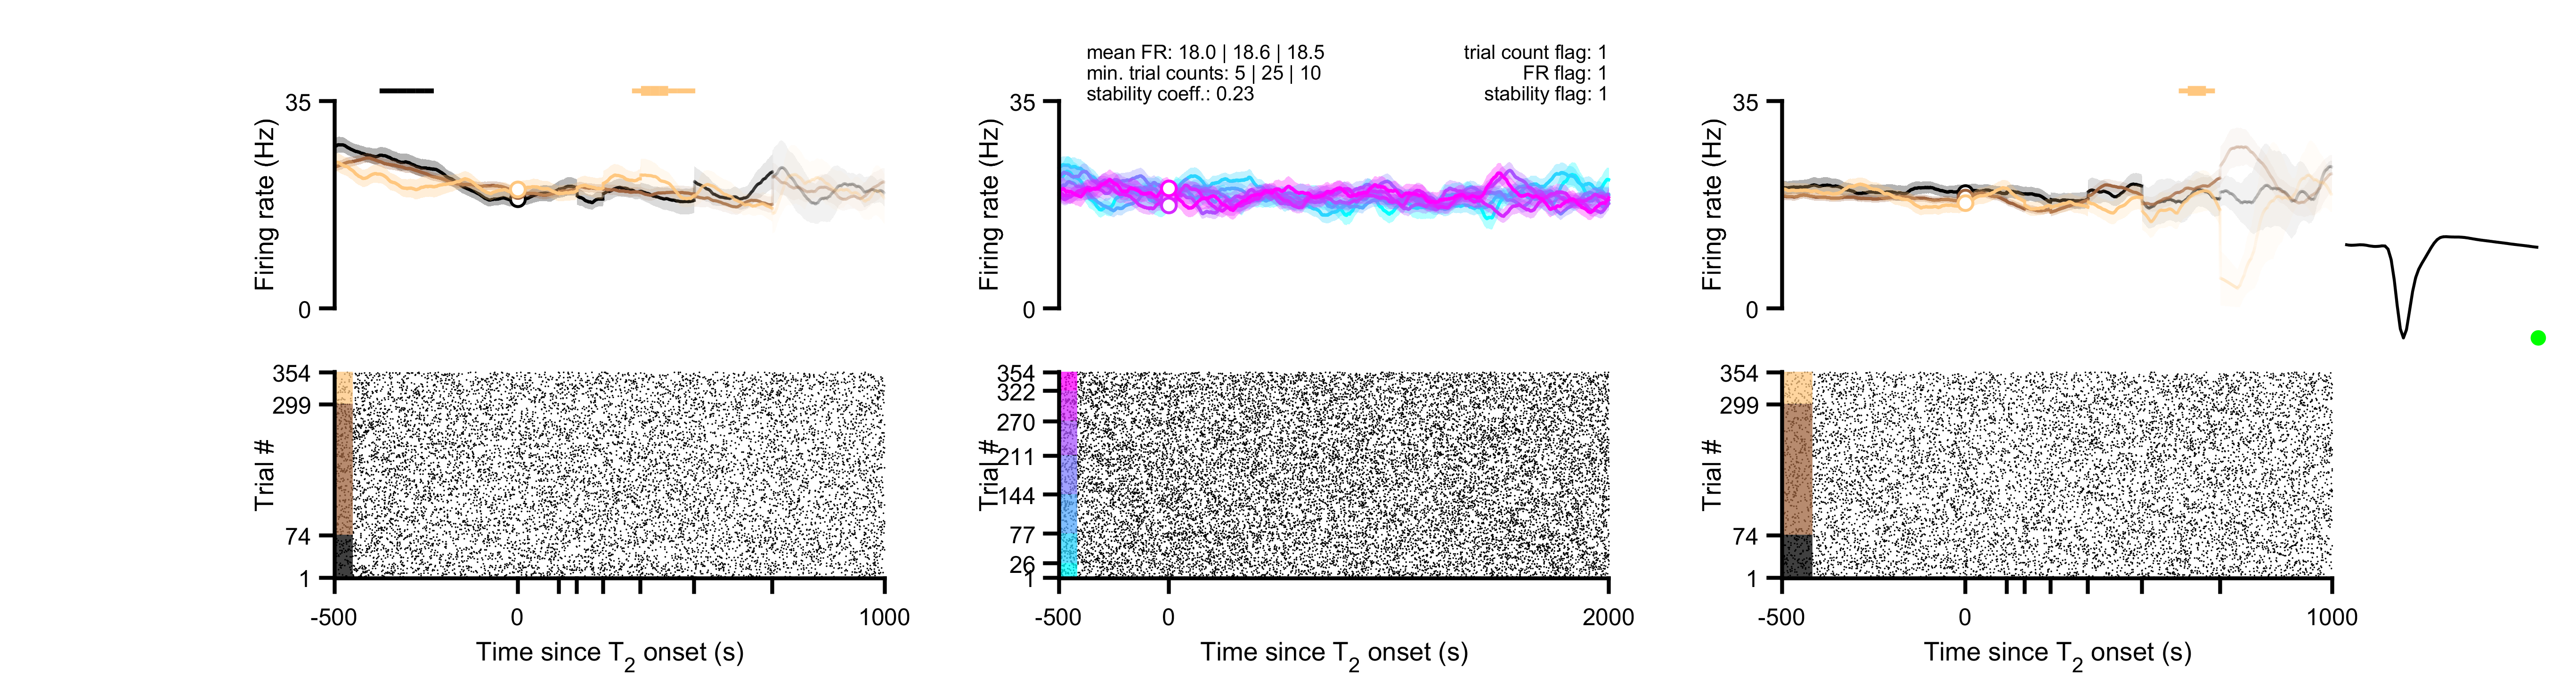 mean FR: 18.0 | 18.6 | 18.5
min. trial counts: 5 | 25 | 10
stability coeff.: 0.23
trial count flag: 1
FR flag: 1
stability flag: 1
35
Firing rate (Hz)
0
35
Firing rate (Hz)
0
35
Firing rate (Hz)
0
354
299
Trial #
74
1
-500
0
1000
Time since T2 onset (s)
354
322
270
211
Trial #
144
77
26
1
-500
0
2000
Time since T2 onset (s)
354
299
Trial #
74
1
-500
0
1000
Time since T2 onset (s)